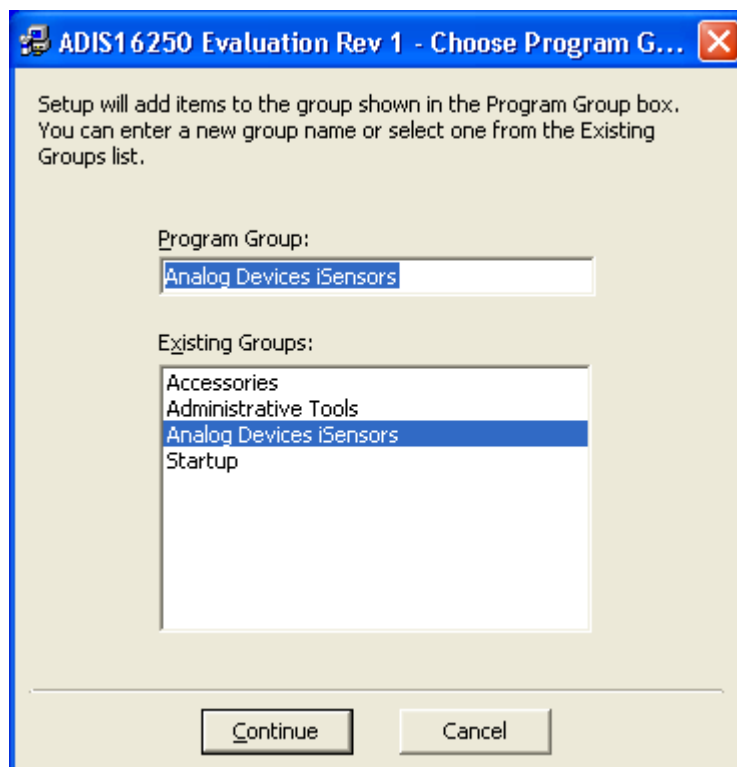 ADIS16250 Evaluation Rev 1 - Choose Program G...
Setup will add items to the group shown in the Program Group box.
You can enter a new group name or select one from the Existing
Groups list.
Program Group:
Analog Devices iSensors
Existing Groups:
Accessories
Administrative Tools
Analog Devices iSensors
Startup
Continue
Cancel